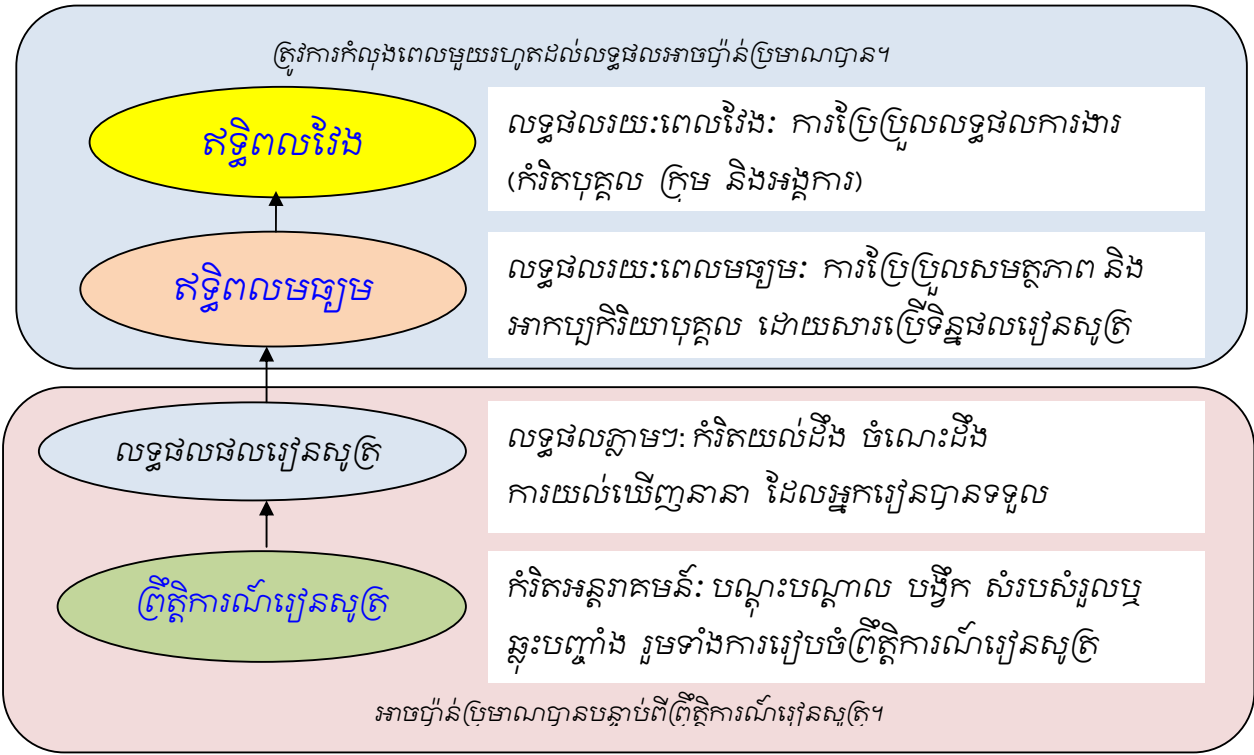 ត្រូវការកំលុងពេលមួយរហូតដល់លទ្ធផលអាចប៉ាន់ប្រមាណបាន។
ឥទ្ធិពលវែង
លទ្ធផលរយៈពេលវែង: ការប្រែប្រួលលទ្ធផលការងារ
(កំរិតបុគ្គល ក្រុម និងអង្គការ)
ឥទ្ធិពលមធ្យម
លទ្ធផលរយៈពេលមធ្យម: ការប្រែប្រួលសមត្ថភាព និង
អាកប្បកិរិយាបុគ្គល ដោយសារប្រើទិន្នផលរៀនសូត្រ
លទ្ធផលផលរៀនសូត្រ
លទ្ធផលភ្លាមៗ: កំរិតយល់ដឹង ចំណេះដឹង
ការយល់ឃើញនានា ដែលអ្នករៀនបានទទួល
ព្រឹត្តិការណ៍រៀនសូត្រ
កំរិតអន្តរាគមន៍: បណ្តុះបណ្តាល បង្វឹក សំរបសំរួលឬ
ឆ្លុះបញ្ចាំង រួមទាំងការរៀបចំព្រឹត្តិការណ៍រៀនសូត្រ
អាចប៉ាន់ប្រមាណបានបន្ទាប់ពីព្រឹត្តិការណ៍រៀនសូត្រ។